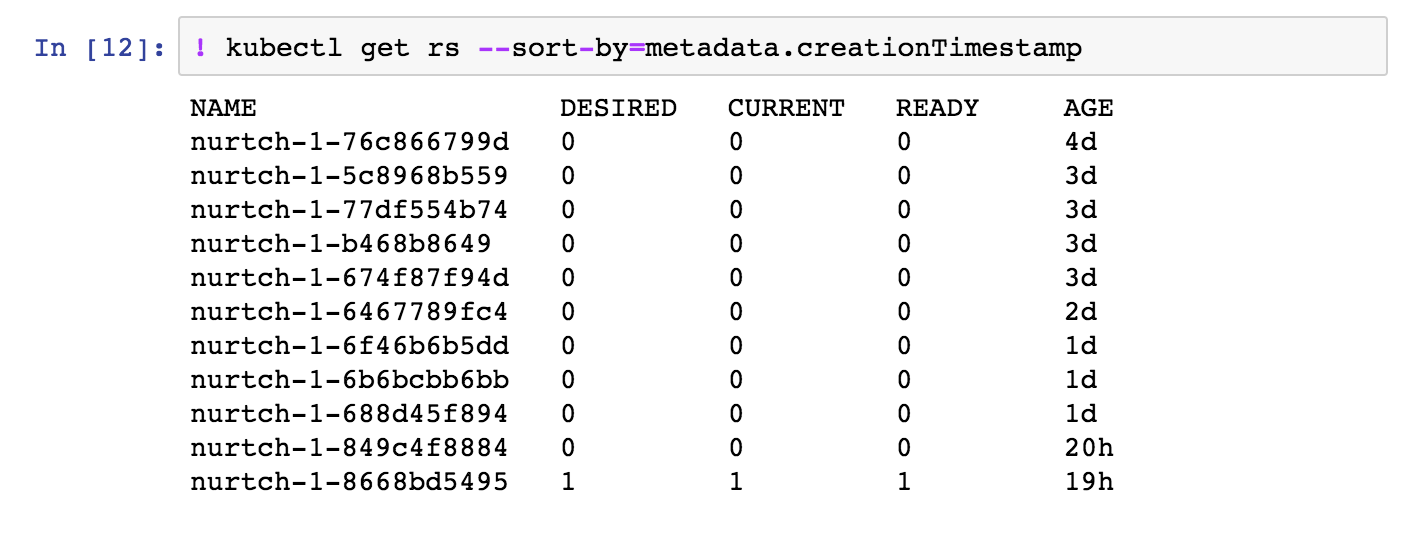 In [12]: ! kubectl get rs --sort-by=metadata.creationTimestamp
NAME DESIRED CURRENT READY AGE
nurtch-1-76c866799d 0 0 0 4d
nurtch-1-5c8968b559 0 0 0 3d
nurtch-1-77df554b74 0 0 0 3d
nurtch-1-b468b8649 0 0 0 3d
nurtch-1-674f87f94d 0 0 0 3d
nurtch-1-6467789fc4 0 0 0 2d
nurtch-1-6f46b6b5dd 0 0 0 1d
nurtch-1-6b6bcbb6bb 0 0 0 1d
nurtch-1-688d45f894 0 0 0 1d
nurtch-1-849c4f8884 0 0 0 20h
nurtch-1-8668bd5495 1 1 1 19h